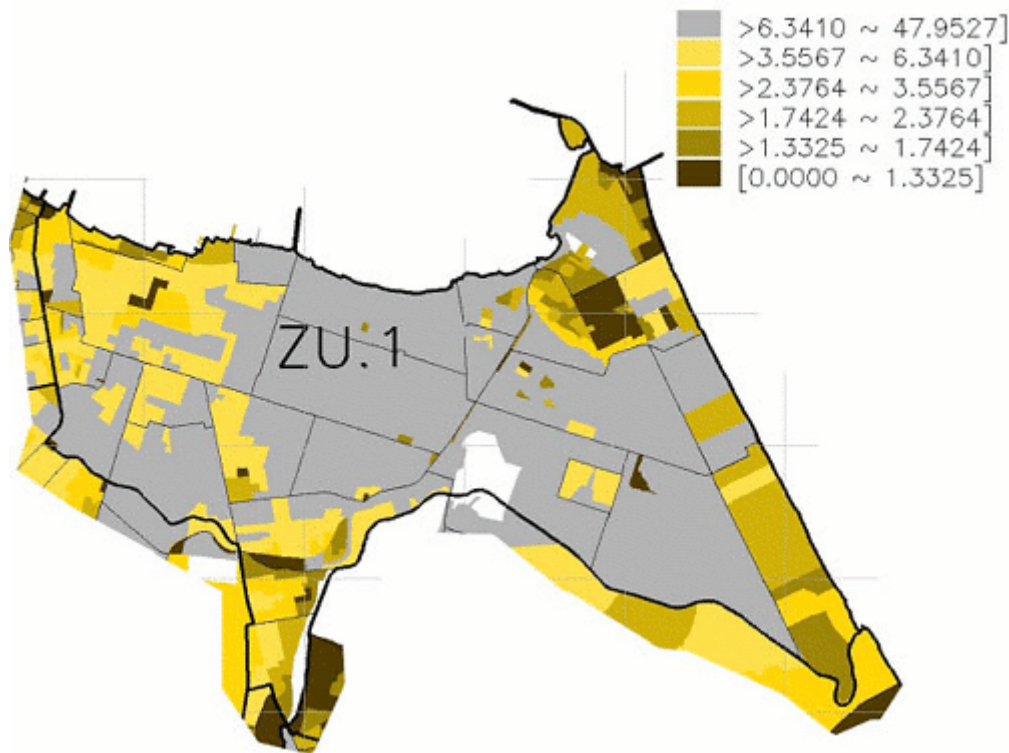 >6.3410 ~ 47.9527]
>3.5567 ~ 6.3410]
>2.3764 ~ 3.5567]
>1.7424 ~ 2.3764]
>1.3325 ~ 1.7424]
[0.0000 ~ 1.3325]
ZU.1